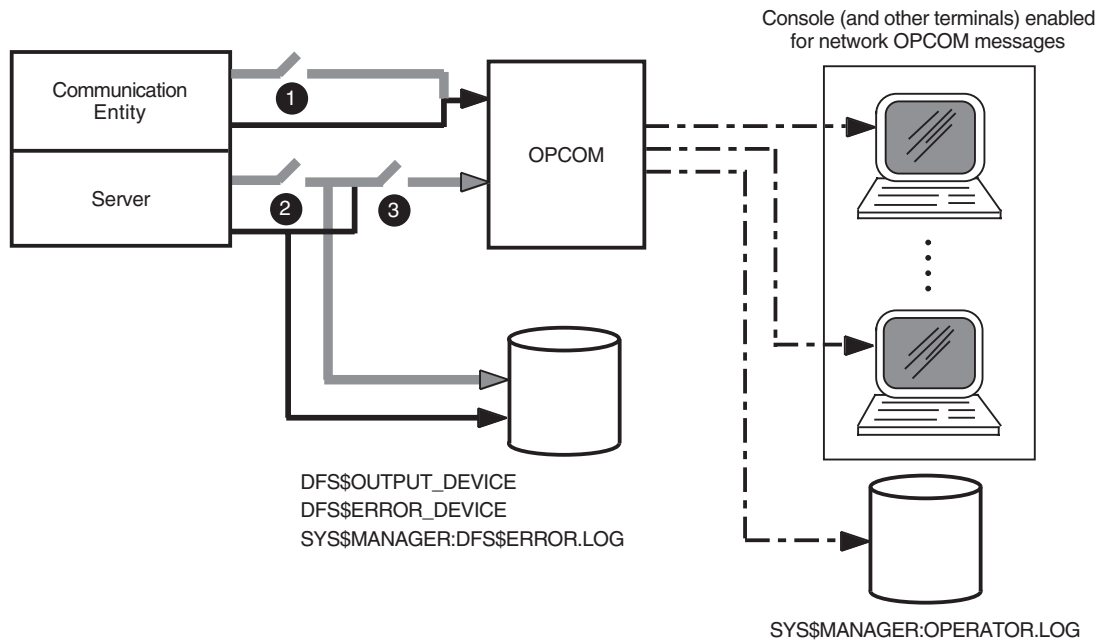 Console (and other terminals) enabled
for network OPCOM messages
Communication
Entity
1
OPCOM
Server
2
3
DFS$OUTPUT_DEVICE
DFS$ERROR_DEVICE
SYS$MANAGER:DFS$ERROR.LOG
SYS$MANAGER:OPERATOR.LOG